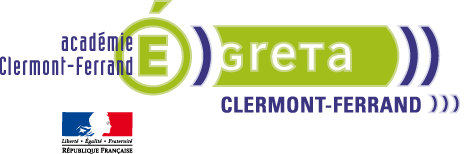 académie
Clermont-Ferrand
É GRETA
CLERMONT-FERRAND
Liberté • Égalité • Fraternité
RÉPUBLIQUE FRANÇAISE